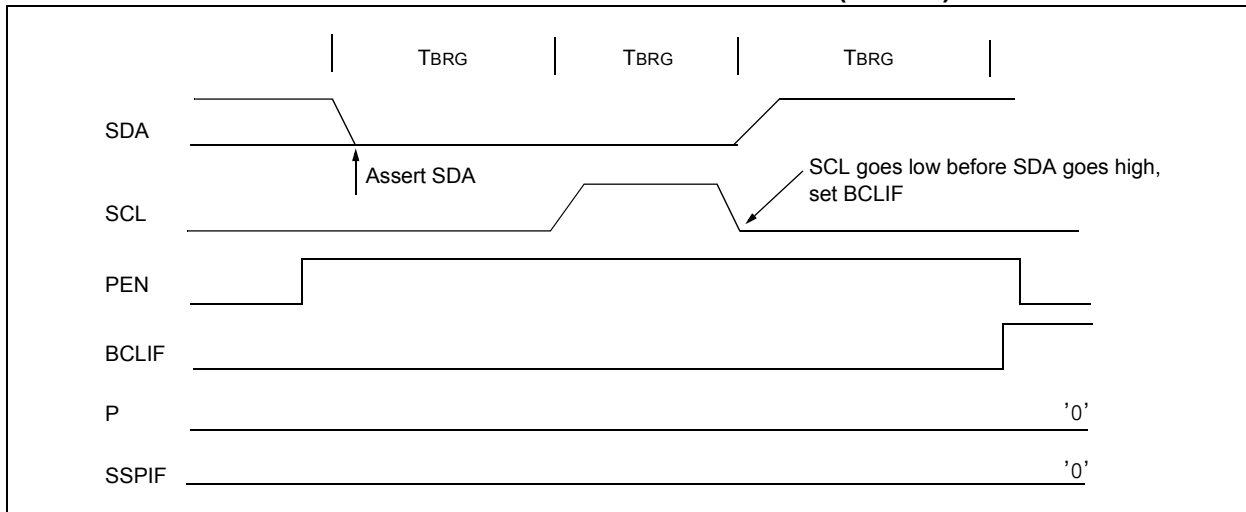 TBRG TBRG TBRG
SDA
Assert SDA
SCL goes low before SDA goes high,
set BCLIF
SCL
PEN
BCLIF
P '0'
SSPIF '0'